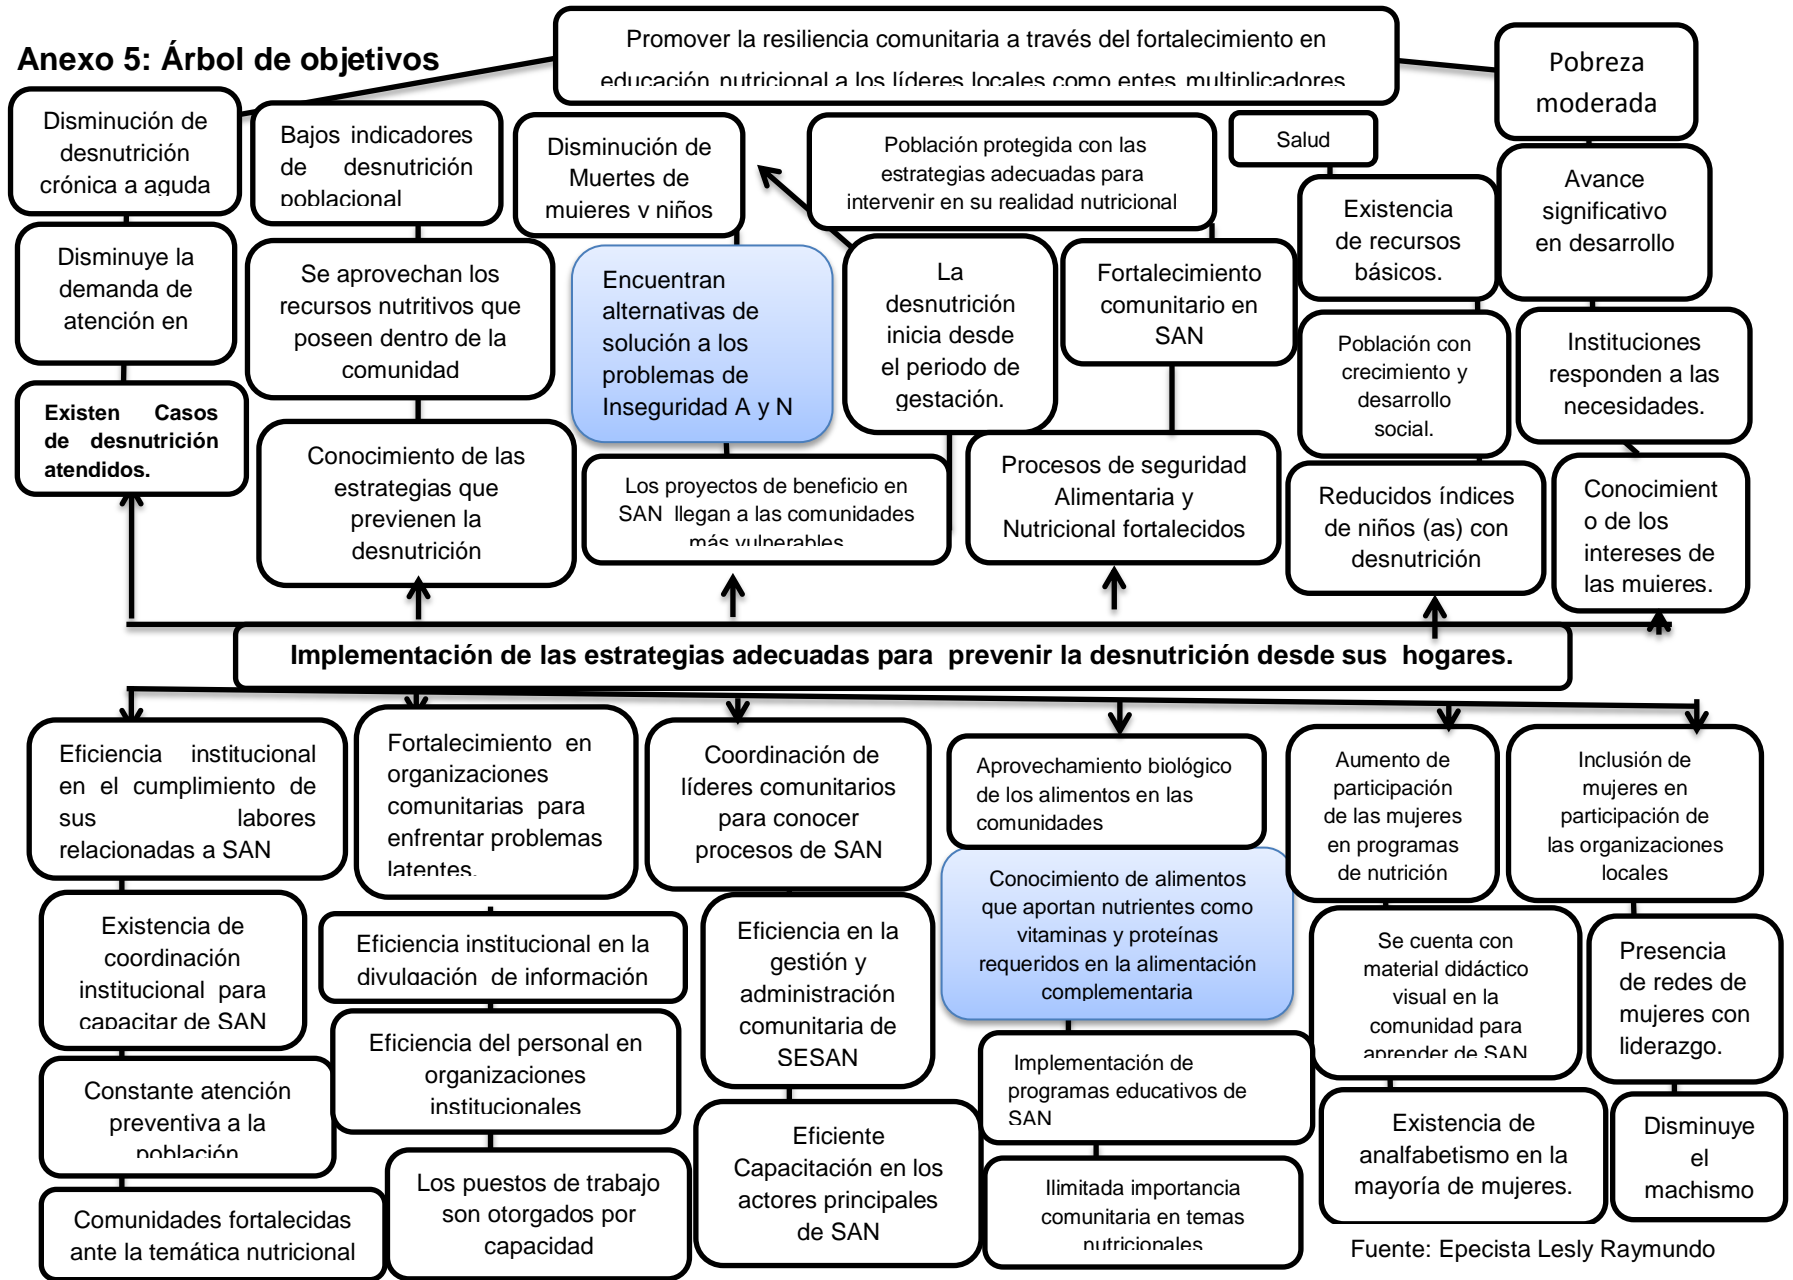 Anexo 5: Árbol de objetivos
Promover la resiliencia comunitaria a través del fortalecimiento en
educación nutricional a los líderes locales como entes multiplicadores
Pobreza
moderada
Disminución de
desnutrición
crónica a aguda
Bajos indicadores
de desnutrición
poblacional
Disminución de
Muertes de
mujeres y niños
Población protegida con las
estrategias adecuadas para
intervenir en su realidad nutricional
Salud
Existencia
de recursos
básicos.
Avance
significativo
en desarrollo
Disminuye la
demanda de
atención en
Se aprovechan los
recursos nutritivos que
poseen dentro de la
comunidad
Encuentran
alternativas de
solución a los
problemas de
Inseguridad A y N
La
desnutrición
inicia desde
el periodo de
gestación.
Fortalecimiento
comunitario en
SAN
Población con
crecimiento y
desarrollo
social.
Instituciones
responden a las
necesidades.
Existen Casos
de desnutrición
atendidos.
Conocimiento de las
estrategias que
previenen la
desnutrición
Los proyectos de beneficio en
SAN llegan a las comunidades
más vulnerables
Procesos de seguridad
Alimentaria y
Nutricional fortalecidos
Reducidos índices
de niños (as) con
desnutrición
Conocimient
o de los
intereses de
las mujeres.
Implementación de las estrategias adecuadas para prevenir la desnutrición desde sus hogares.
Eficiencia institucional
en el cumplimiento de
sus labores
relacionadas a SAN
Fortalecimiento en
organizaciones
comunitarias para
enfrentar problemas
latentes.
Coordinación de
líderes comunitarios
para conocer
procesos de SAN
Aprovechamiento biológico
de los alimentos en las
comunidades
Aumento de
participación
de las mujeres
en programas
de nutrición
Inclusión de
mujeres en
participación de
las organizaciones
locales
Existencia de
coordinación
institucional para
capacitar de SAN
Eficiencia institucional en la
divulgación de información
Eficiencia en la
gestión y
administración
comunitaria de
SESAN
Conocimiento de alimentos
que aportan nutrientes como
vitaminas y proteínas
requeridos en la alimentación
complementaria
Se cuenta con
material didáctico
visual en la
comunidad para
aprender de SAN
Presencia
de redes de
mujeres con
liderazgo.
Constante atención
preventiva a la
población
Eficiencia del personal en
organizaciones
institucionales
Eficiente
Capacitación en los
actores principales
de SAN
Implementación de
programas educativos de
SAN
Existencia de
analfabetismo en la
mayoría de mujeres.
Disminuye
el
machismo
Comunidades fortalecidas
ante la temática nutricional
Los puestos de trabajo
son otorgados por
capacidad
Ilimitada importancia
comunitaria en temas
nutricionales
Fuente: Epecista Lesly Raymundo